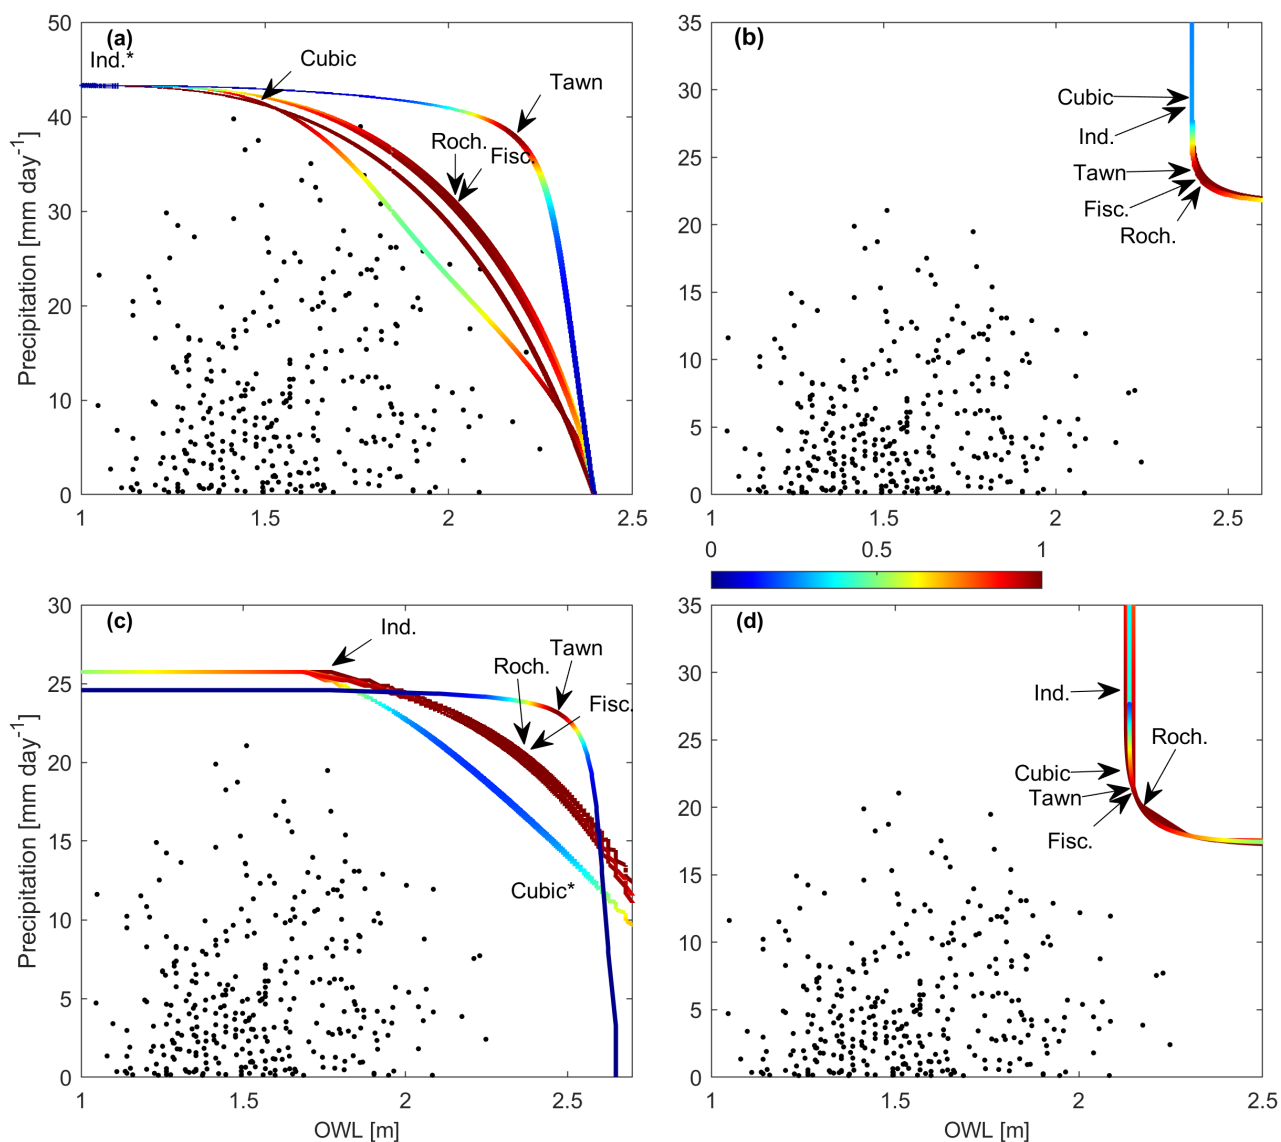 (a)
Ind.*
Cubic
Tawn
Roch.
Fisc.
Precipitation [mm day-1]
50
40
30
20
10
0
1
1.5
2
2.5
(b)
Cubic
Ind.
Tawn
Fisc.
Roch.
35
30
25
20
15
10
5
0
1
1.5
2
2.5
0
0.5
1
(c)
Ind.
Tawn
Roch.
Fisc.
Cubic*
Precipitation [mm day-1]
30
25
20
15
10
5
0
1
1.5
2
2.5
OWL [m]
(d)
Ind.
Roch.
Cubic
Tawn
Fisc.
35
30
25
20
15
10
5
0
1
1.5
2
2.5
OWL [m]